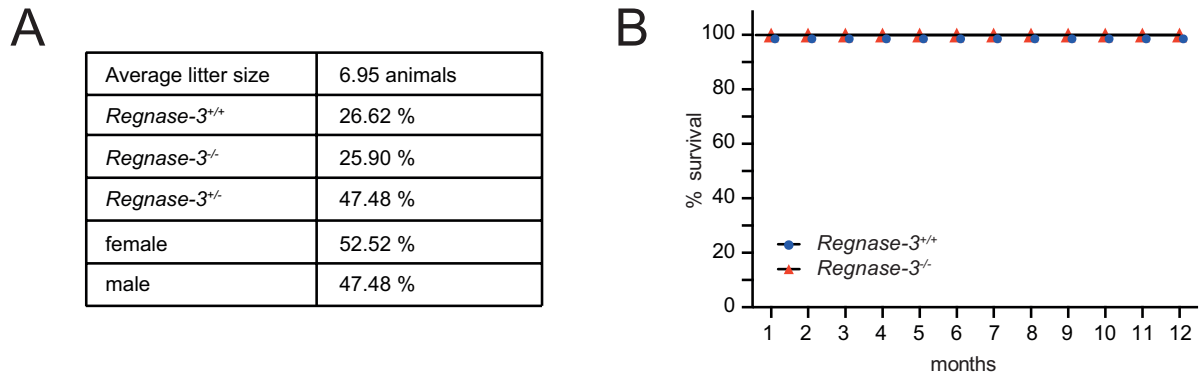 A
Average litter size 6.95 animals
Regnase-3+/+ 26.62 %
Regnase-3-/- 25.90 %
Regnase-3+/- 47.48 %
female 52.52 %
male 47.48 %
B
% survival
100
80
60
40
20
0
Regnase-3+/+
Regnase-3-/-
1 2 3 4 5 6 7 8 9 10 11 12
months